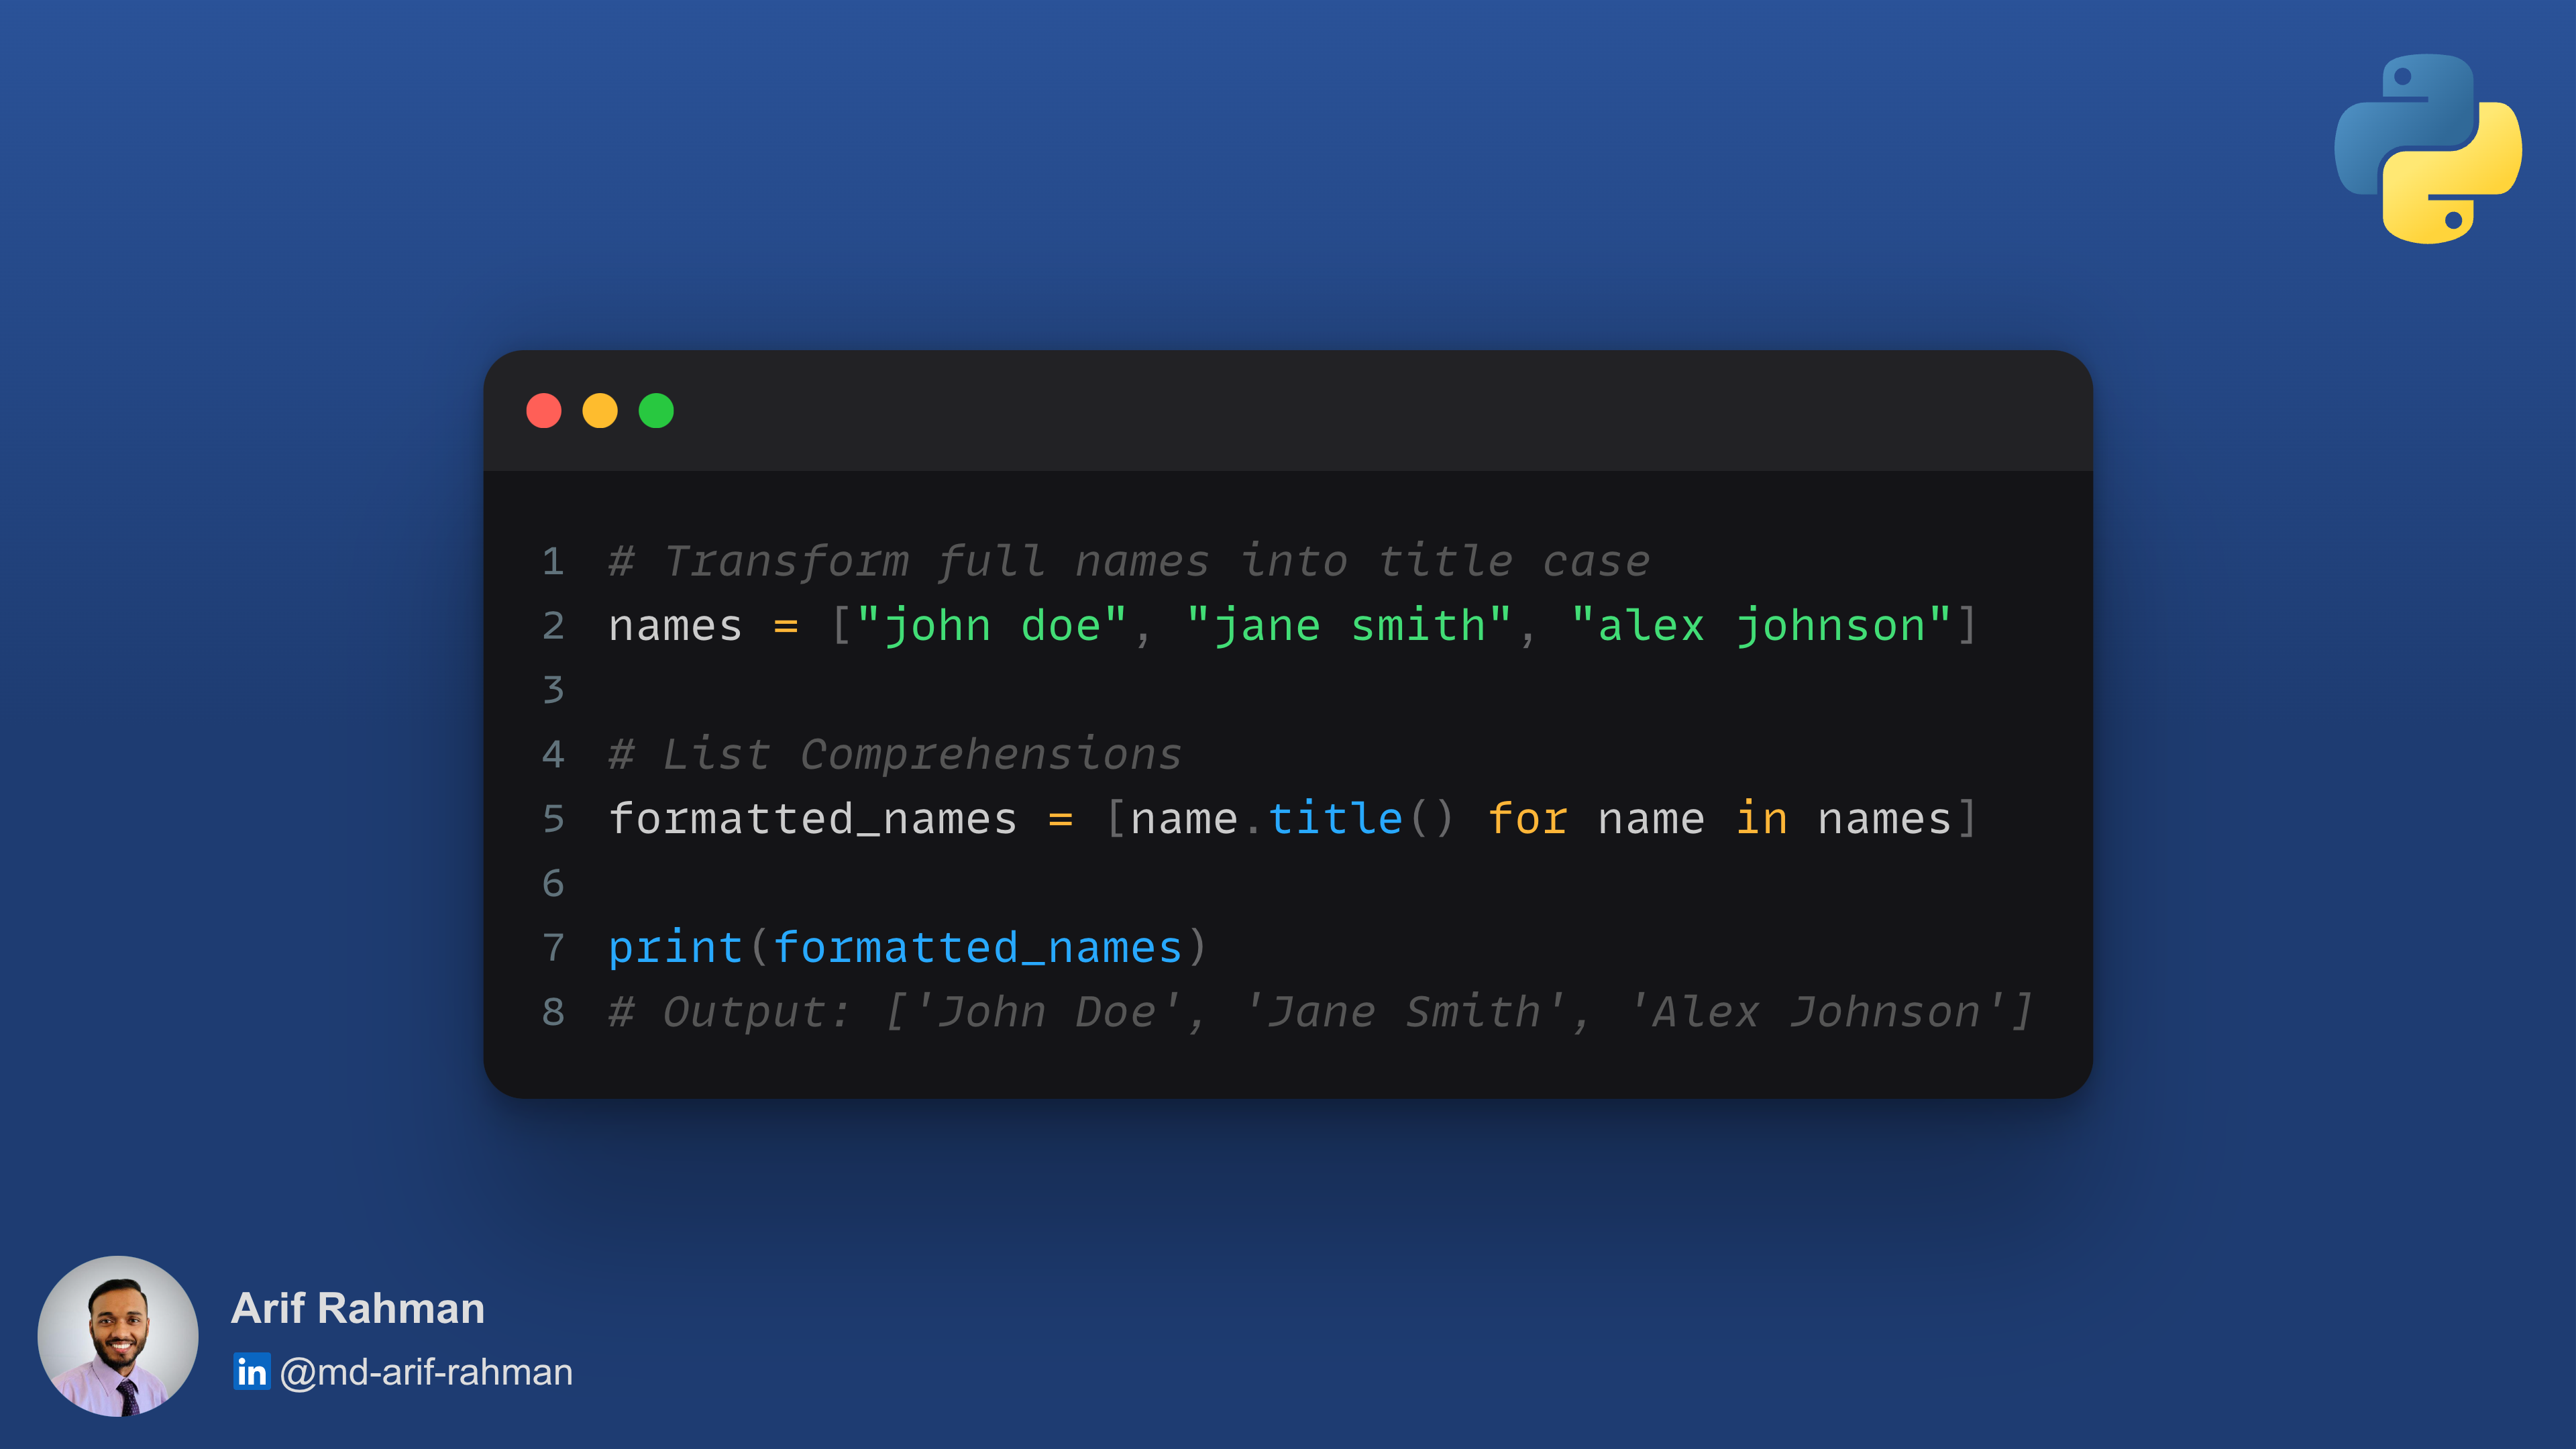 1 # Transform full names into title case
2 names = ["john doe", "jane smith", "alex johnson"]
3
4 # List Comprehensions
5 formatted_names = [name.title() for name in names]
6
7 print(formatted_names)
8 # Output: ['John Doe', 'Jane Smith', 'Alex Johnson']
Arif Rahman
in @md-arif-rahman